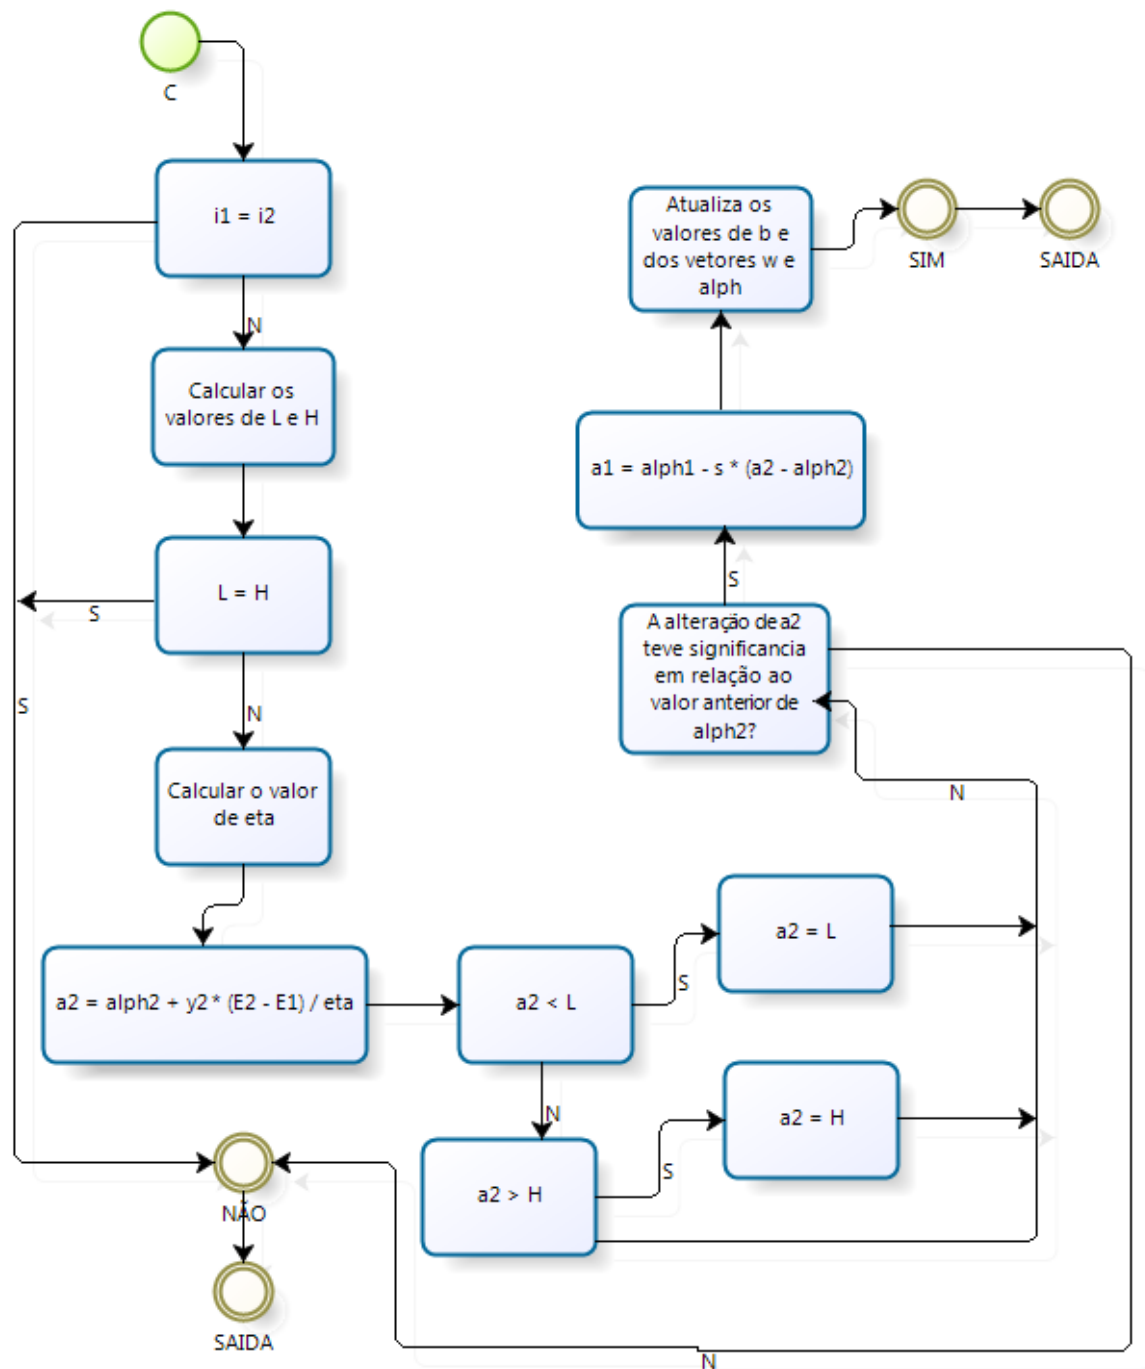 C
i1 = i2
N
Calcular os
valores de L e H
L = H
S
S
N
Calcular o valor
de eta
a2 = alph2 + y2 * (E2 - E1) / eta
a2 < L
S
a2 = L
N
a2 > H
S
a2 = H
N
A alteração de a2
teve significancia
em relação ao
valor anterior de
alph2?
S
a1 = alph1 - s * (a2 - alph2)
Atualiza os
valores de b e
dos vetores w e
alph
SIM
SAIDA
N
NÃO
SAIDA